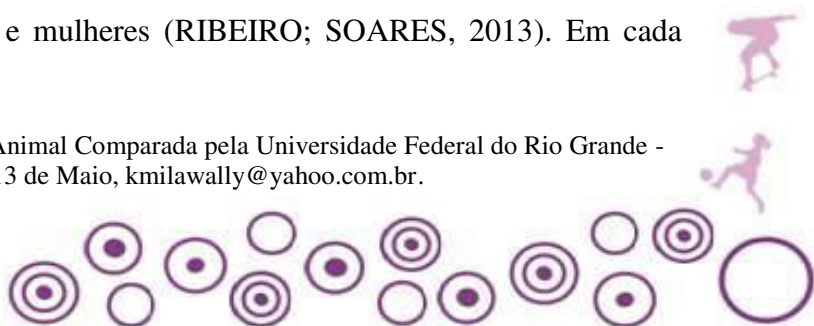 e mulheres (RIBEIRO; SOARES, 2013). Em cada
Animal Comparada pela Universidade Federal do Rio Grande -
13 de Maio, kmilawally@yahoo.com.br.